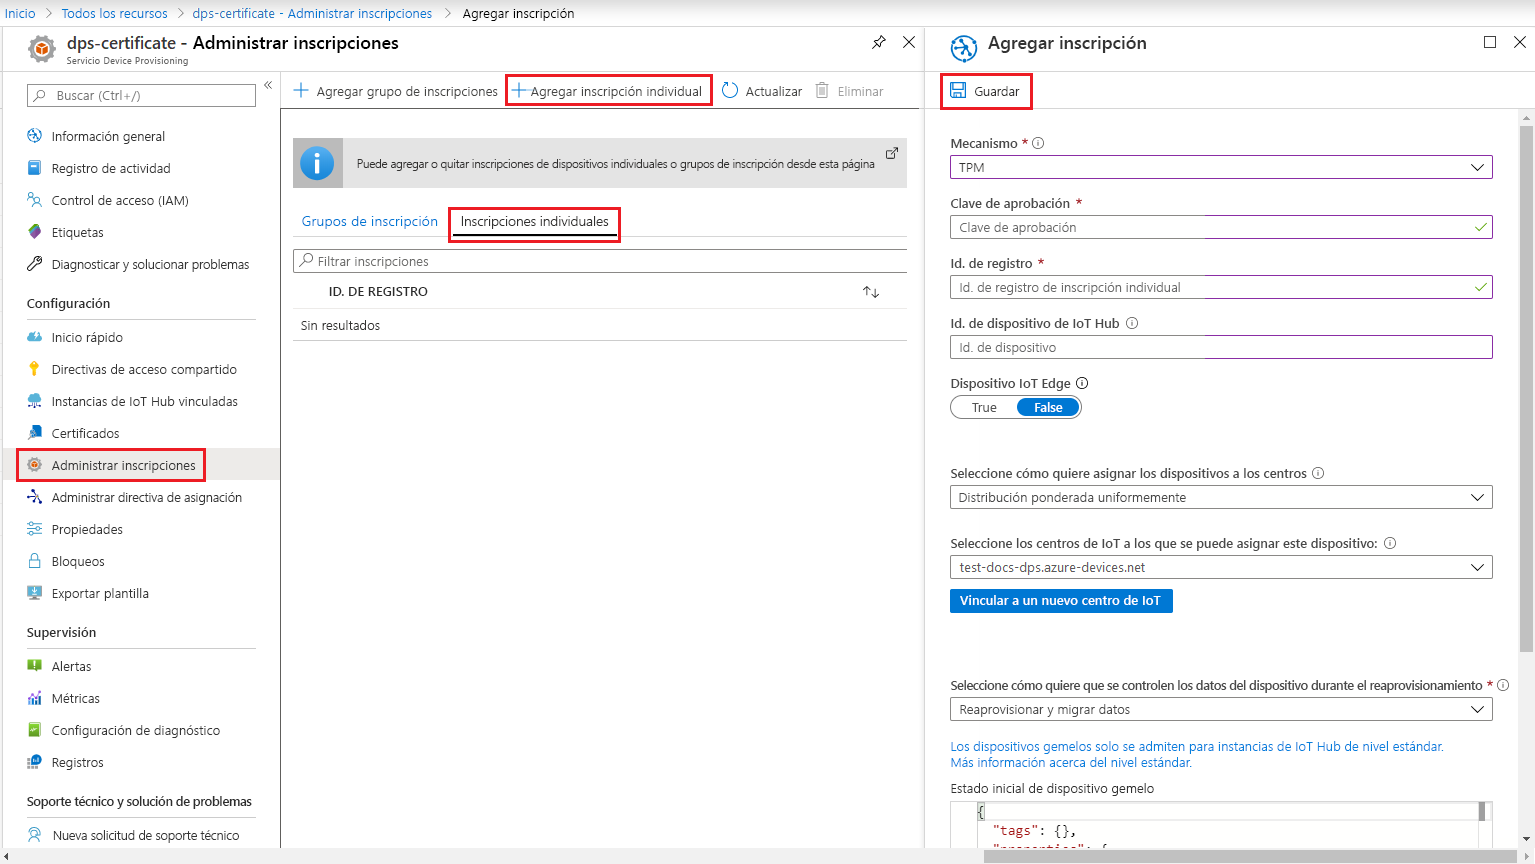 Inicio > Todos los recursos > dps-certificate - Administrar inscripciones > Agregar inscripción
dps-certificate - Administrar inscripciones
Servicio Device Provisioning
Buscar (Ctrl+/)
«
Información general
Registro de actividad
Control de acceso (IAM)
Etiquetas
Diagnosticar y solucionar problemas
Configuración
Inicio rápido
Directivas de acceso compartido
Instancias de IoT Hub vinculadas
Certificados
Administrar inscripciones
Administrar directiva de asignación
Propiedades
Bloqueos
Exportar plantilla
Supervisión
Alertas
Métricas
Configuración de diagnóstico
Registros
Soporte técnico y solución de problemas
Nueva solicitud de soporte técnico
Agregar grupo de inscripciones
Agregar inscripción individual
Actualizar
Eliminar
Puede agregar o quitar inscripciones de dispositivos individuales o grupos de inscripción desde esta página
Grupos de inscripción
Inscripciones individuales
Filtrar inscripciones
ID. DE REGISTRO
Sin resultados
Agregar inscripción
Guardar
Mecanismo *
TPM
Clave de aprobación *
Clave de aprobación
Id. de registro *
Id. de registro de inscripción individual
Id. de dispositivo de IoT Hub
Id. de dispositivo
Dispositivo IoT Edge
True False
Seleccione cómo quiere asignar los dispositivos a los centros
Distribución ponderada uniformemente
Seleccione los centros de IoT a los que se puede asignar este dispositivo:
test-docs-dps.azure-devices.net
Vincular a un nuevo centro de IoT
Seleccione cómo quiere que se controlen los datos del dispositivo durante el reaprovisionamiento *
Reaprovisionar y migrar datos
Los dispositivos gemelos solo se admiten para instancias de IoT Hub de nivel estándar.
Más información acerca del nivel estándar.
Estado inicial de dispositivo gemelo
{
"tags": {},
"properties": {